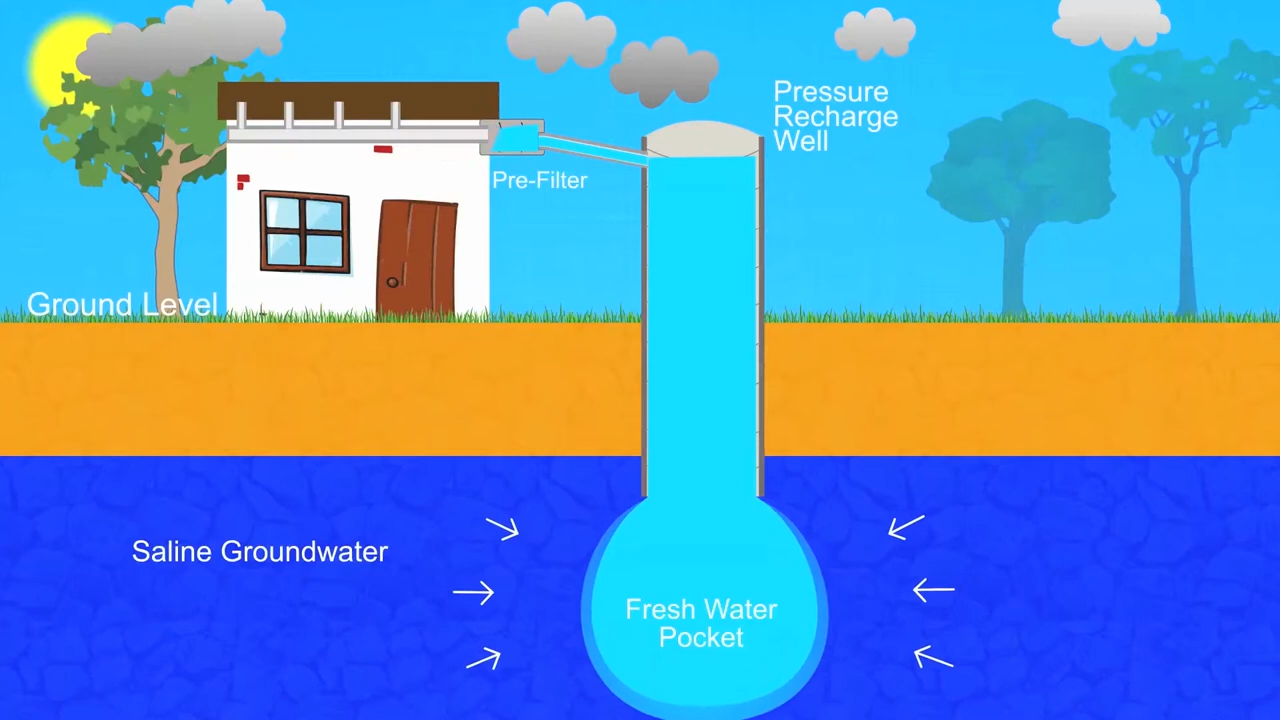 Pressure
Recharge
Well
Pre-Filter
Ground Level
Saline Groundwater
Fresh Water
Pocket